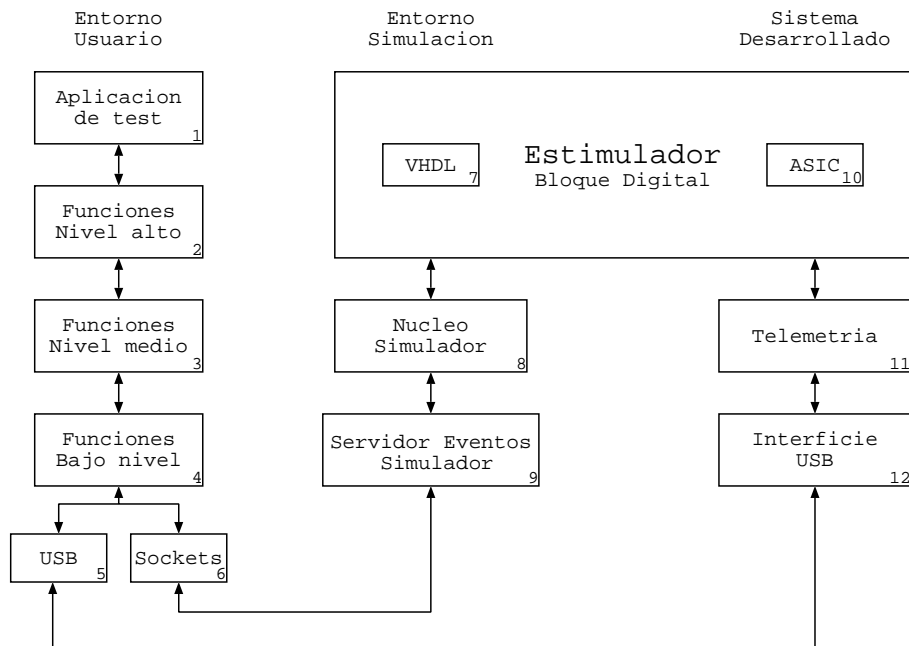 Entorno
Usuario
Entorno
Simulacion
Sistema
Desarrollado
Aplicacion
de test
1
Estimulador
Bloque Digital
VHDL
7
ASIC
10
Funciones
Nivel alto
2
Funciones
Nivel medio
3
Nucleo
Simulador
8
Telemetria
11
Funciones
Bajo nivel
4
Servidor Eventos
Simulador
9
Interficie
USB
12
USB
5
Sockets
6